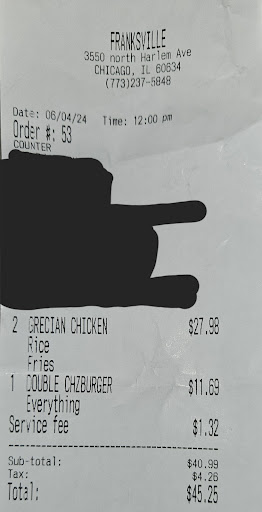 FRANKSVILLE
3550 north Harlem Ave
CHICAGO, IL 60634
(773)237-5848
Date: 06/04/24 Time: 12:00 pm
Order #: 53
COUNTER
2 GRECIAN CHICKEN $27.98
Rice
Fries
1 DOUBLE CHZBURGER $11.69
Everything
Service fee $1.32
Sub-total: $40.99
Tax: $4.26
Total: $45.25